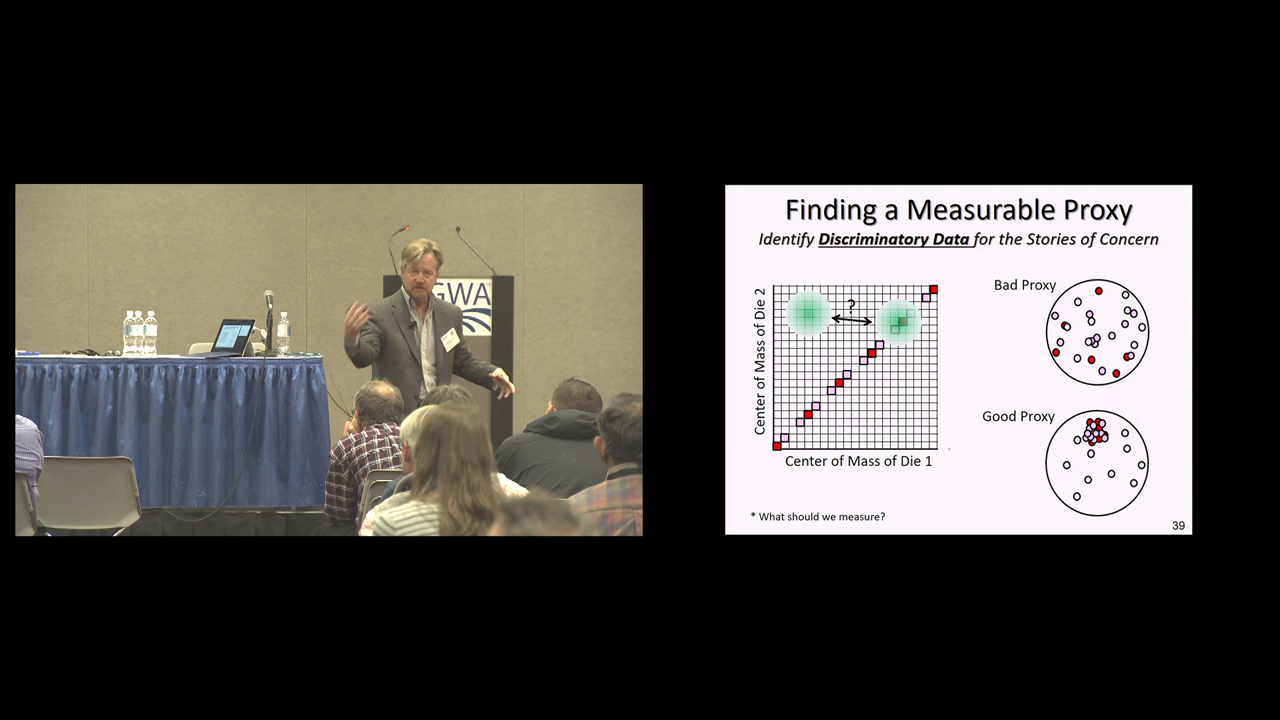 GWA
Finding a Measurable Proxy
Identify Discriminatory Data for the Stories of Concern
Center of Mass of Die 2
?
Center of Mass of Die 1
Bad Proxy
Good Proxy
* What should we measure?
39